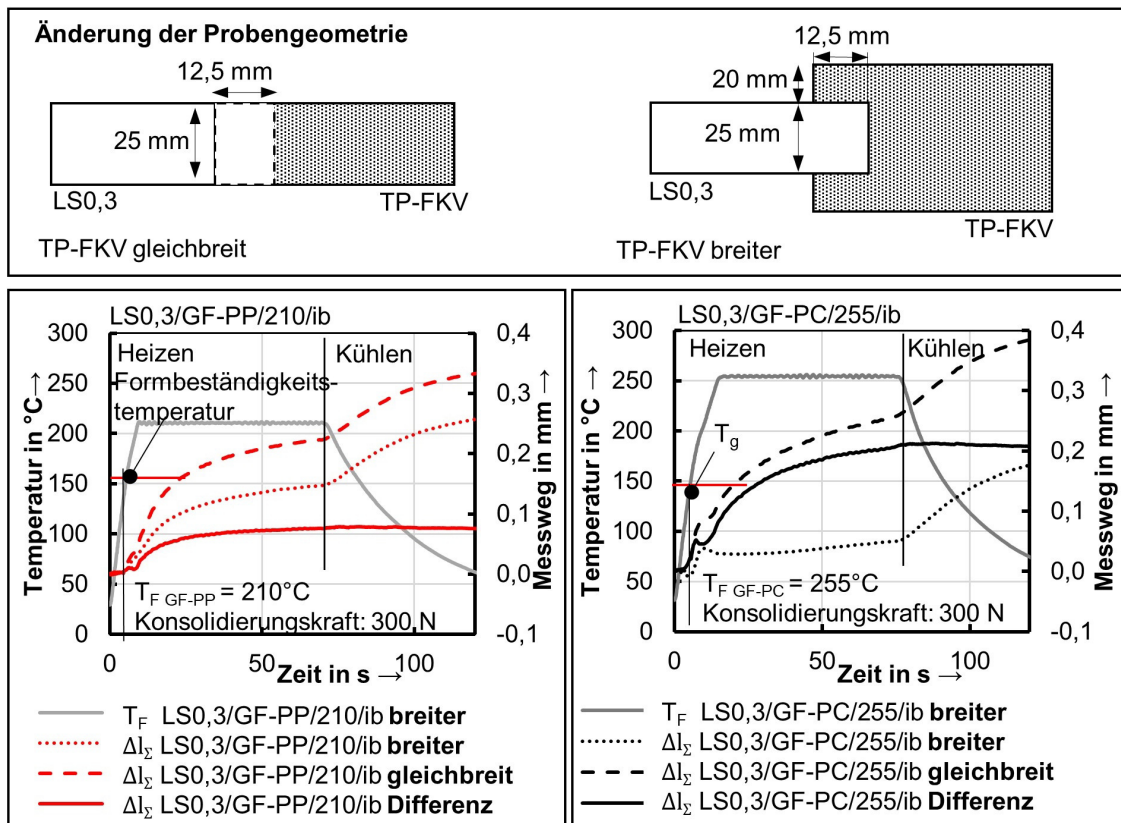 Änderung der Probengeometrie
12,5 mm
25 mm
LS0,3
TP-FKV
TP-FKV gleichbreit
12,5 mm
20 mm
25 mm
LS0,3
TP-FKV
TP-FKV breiter
LS0,3/GF-PP/210/ib
300
250
200
150
100
50
0
Temperatur in °C →
Heizen
Kühlen
Formbeständigkeits-
temperatur
T_F GF-PP = 210°C
Konsolidierungskraft: 300 N
0,4
0,3
0,2
0,1
0,0
-0,1
Messweg in mm →
0
50
100
Zeit in s →
T_F LS0,3/GF-PP/210/ib breiter
Δl_Σ LS0,3/GF-PP/210/ib breiter
Δl_Σ LS0,3/GF-PP/210/ib gleichbreit
Δl_Σ LS0,3/GF-PP/210/ib Differenz
LS0,3/GF-PC/255/ib
300
250
200
150
100
50
0
Temperatur in °C →
Heizen
Kühlen
T_g
T_F GF-PC = 255°C
Konsolidierungskraft: 300 N
0,4
0,3
0,2
0,1
0,0
-0,1
Messweg in mm →
0
50
100
Zeit in s →
T_F LS0,3/GF-PC/255/ib breiter
Δl_Σ LS0,3/GF-PC/255/ib breiter
Δl_Σ LS0,3/GF-PC/255/ib gleichbreit
Δl_Σ LS0,3/GF-PC/255/ib Differenz